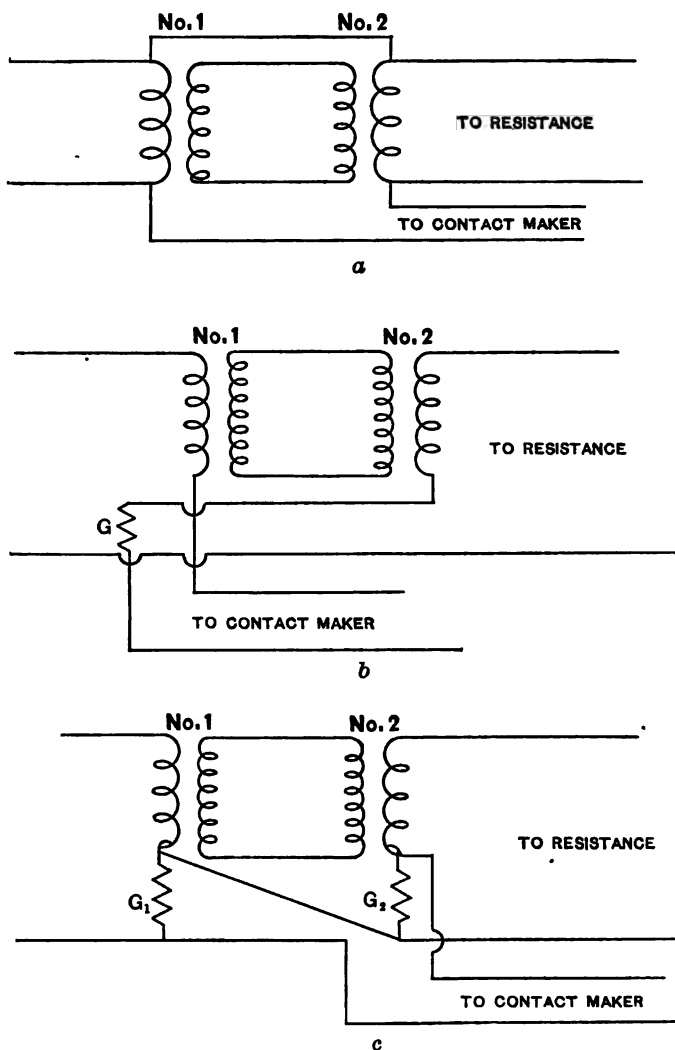 No.1 No.2
TO RESISTANCE
TO CONTACT MAKER
a
No.1 No.2
TO RESISTANCE
G
TO CONTACT MAKER
b
No.1 No.2
TO RESISTANCE
G₁ G₂
TO CONTACT MAKER
c